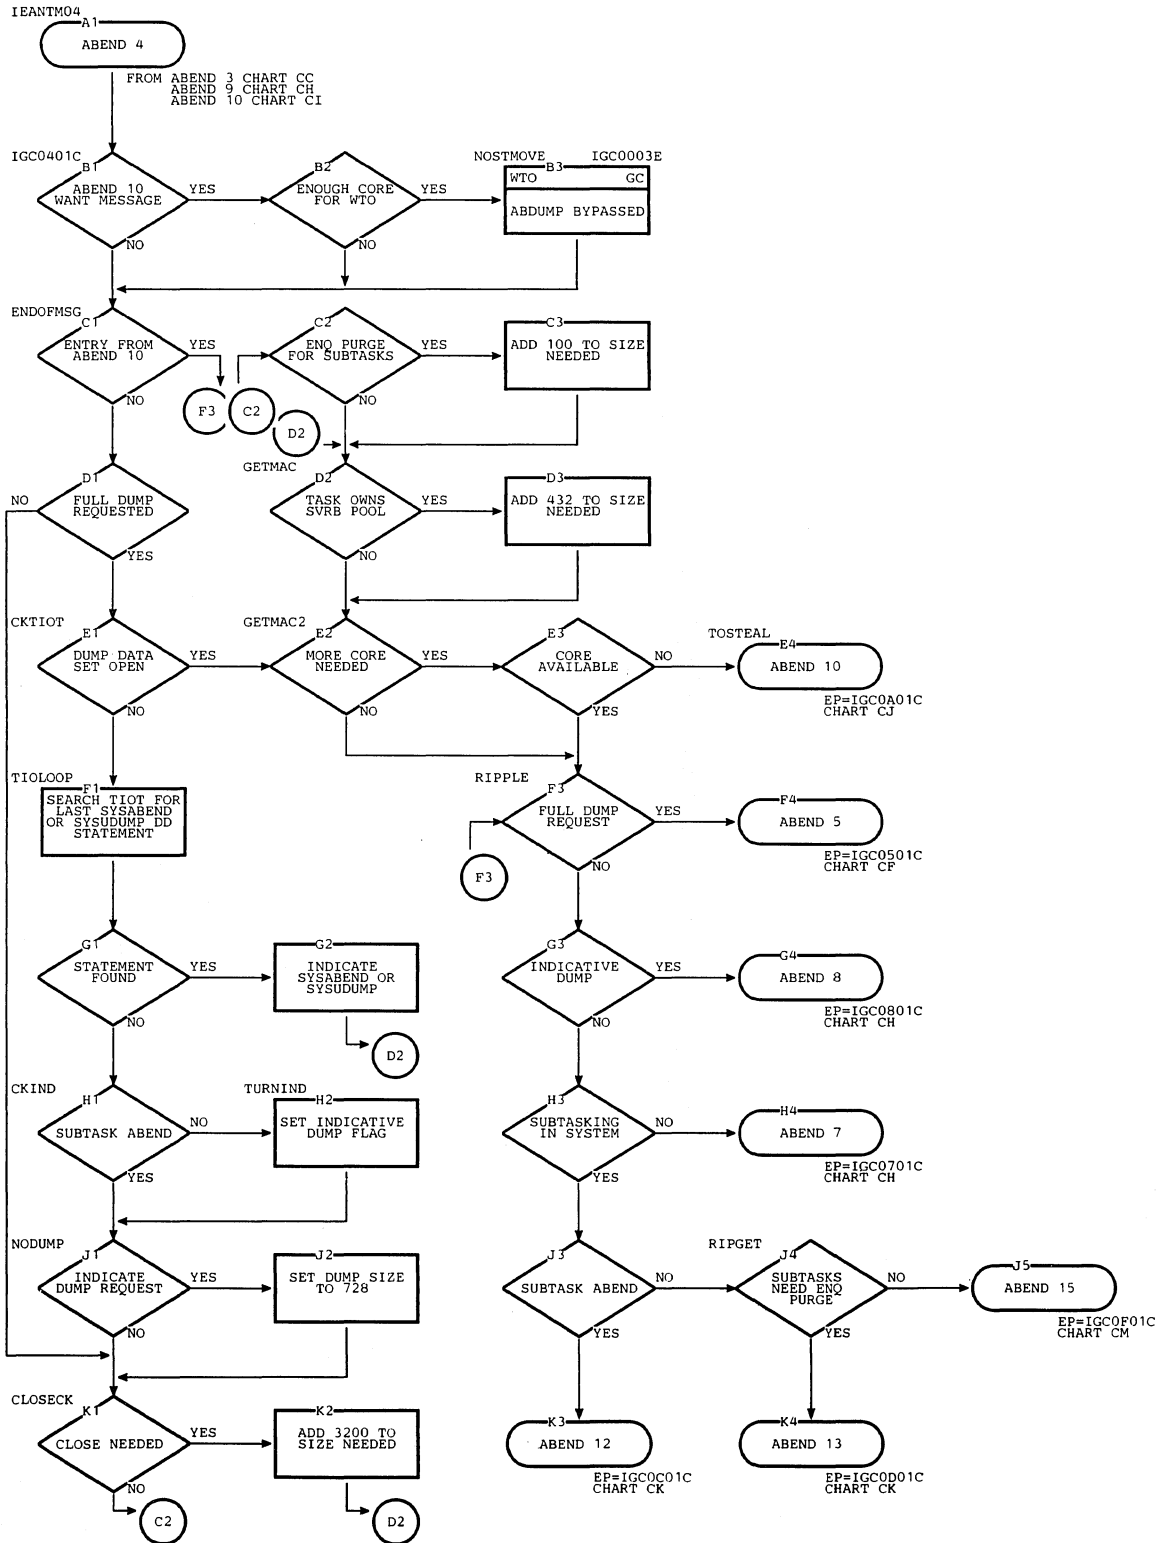 IEANTM04
A1
ABEND 4
FROM ABEND 3 CHART CC
ABEND 9 CHART CH
ABEND 10 CHART CI
IGC0401C
B1
ABEND 10
WANT MESSAGE
YES
NO
B2
ENOUGH CORE
FOR WTO
YES
NO
NOSTMOVE
IGC0003E
B3
WTO
GC
ABDUMP BYPASSED
ENDOFMSG
C1
ENTRY FROM
ABEND 10
YES
NO
F3
C2
C2
ENQ PURGE
FOR SUBTASKS
YES
NO
C3
ADD 100 TO SIZE
NEEDED
D2
GETMAC
D1
FULL DUMP
REQUESTED
NO
YES
D2
TASK OWNS
SVRB POOL
YES
NO
D3
ADD 432 TO SIZE
NEEDED
CKTIOT
E1
DUMP DATA
SET OPEN
YES
NO
GETMAC2
E2
MORE CORE
NEEDED
YES
NO
E3
CORE
AVAILABLE
NO
YES
TOSTEAL
E4
ABEND 10
EP=IGC0A01C
CHART CJ
TIOLOOP
F1
SEARCH TIOT FOR
LAST SYSABEND
OR SYSUDUMP DD
STATEMENT
RIPPLE
F3
FULL DUMP
REQUEST
YES
NO
F3
F4
ABEND 5
EP=IGC0501C
CHART CF
G1
STATEMENT
FOUND
YES
NO
G2
INDICATE
SYSABEND OR
SYSUDUMP
D2
G3
INDICATIVE
DUMP
YES
NO
G4
ABEND 8
EP=IGC0801C
CHART CH
CKIND
H1
SUBTASK ABEND
NO
YES
TURNIND
H2
SET INDICATIVE
DUMP FLAG
H3
SUBTASKING
IN SYSTEM
NO
YES
H4
ABEND 7
EP=IGC0701C
CHART CH
NODUMP
J1
INDICATE
DUMP REQUEST
YES
NO
J2
SET DUMP SIZE
TO 728
J3
SUBTASK ABEND
NO
YES
RIPGET
J4
SUBTASKS
NEED ENQ
PURGE
NO
YES
J5
ABEND 15
EP=IGC0F01C
CHART CM
CLOSECK
K1
CLOSE NEEDED
YES
NO
C2
K2
ADD 3200 TO
SIZE NEEDED
D2
K3
ABEND 12
EP=IGC0C01C
CHART CK
K4
ABEND 13
EP=IGC0D01C
CHART CK